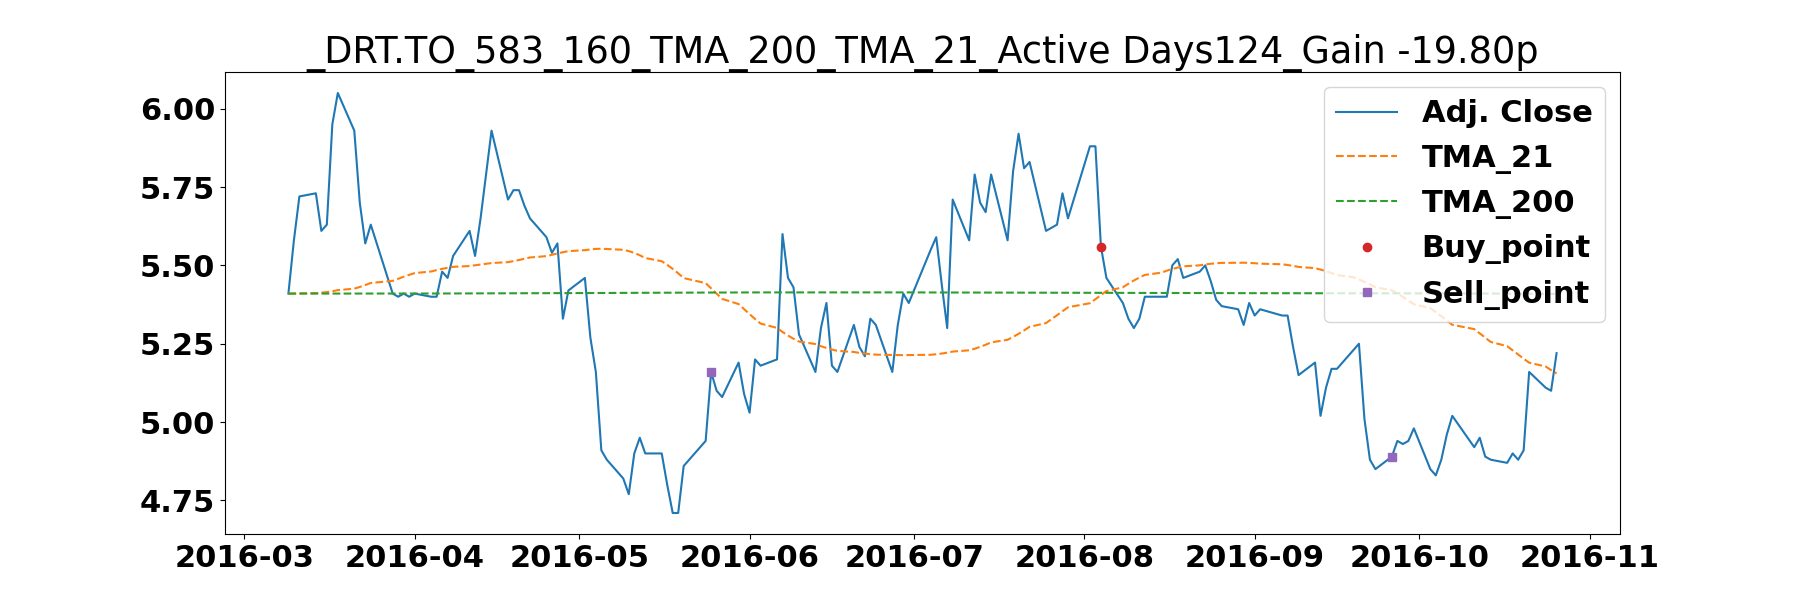 _DRT.TO_583_160_TMA_200_TMA_21_Active Days124_Gain -19.80p
6.00
5.75
5.50
5.25
5.00
4.75
Adj. Close
TMA_21
TMA_200
Buy_point
Sell_point
2016-03 2016-04 2016-05 2016-06 2016-07 2016-08 2016-09 2016-10 2016-11